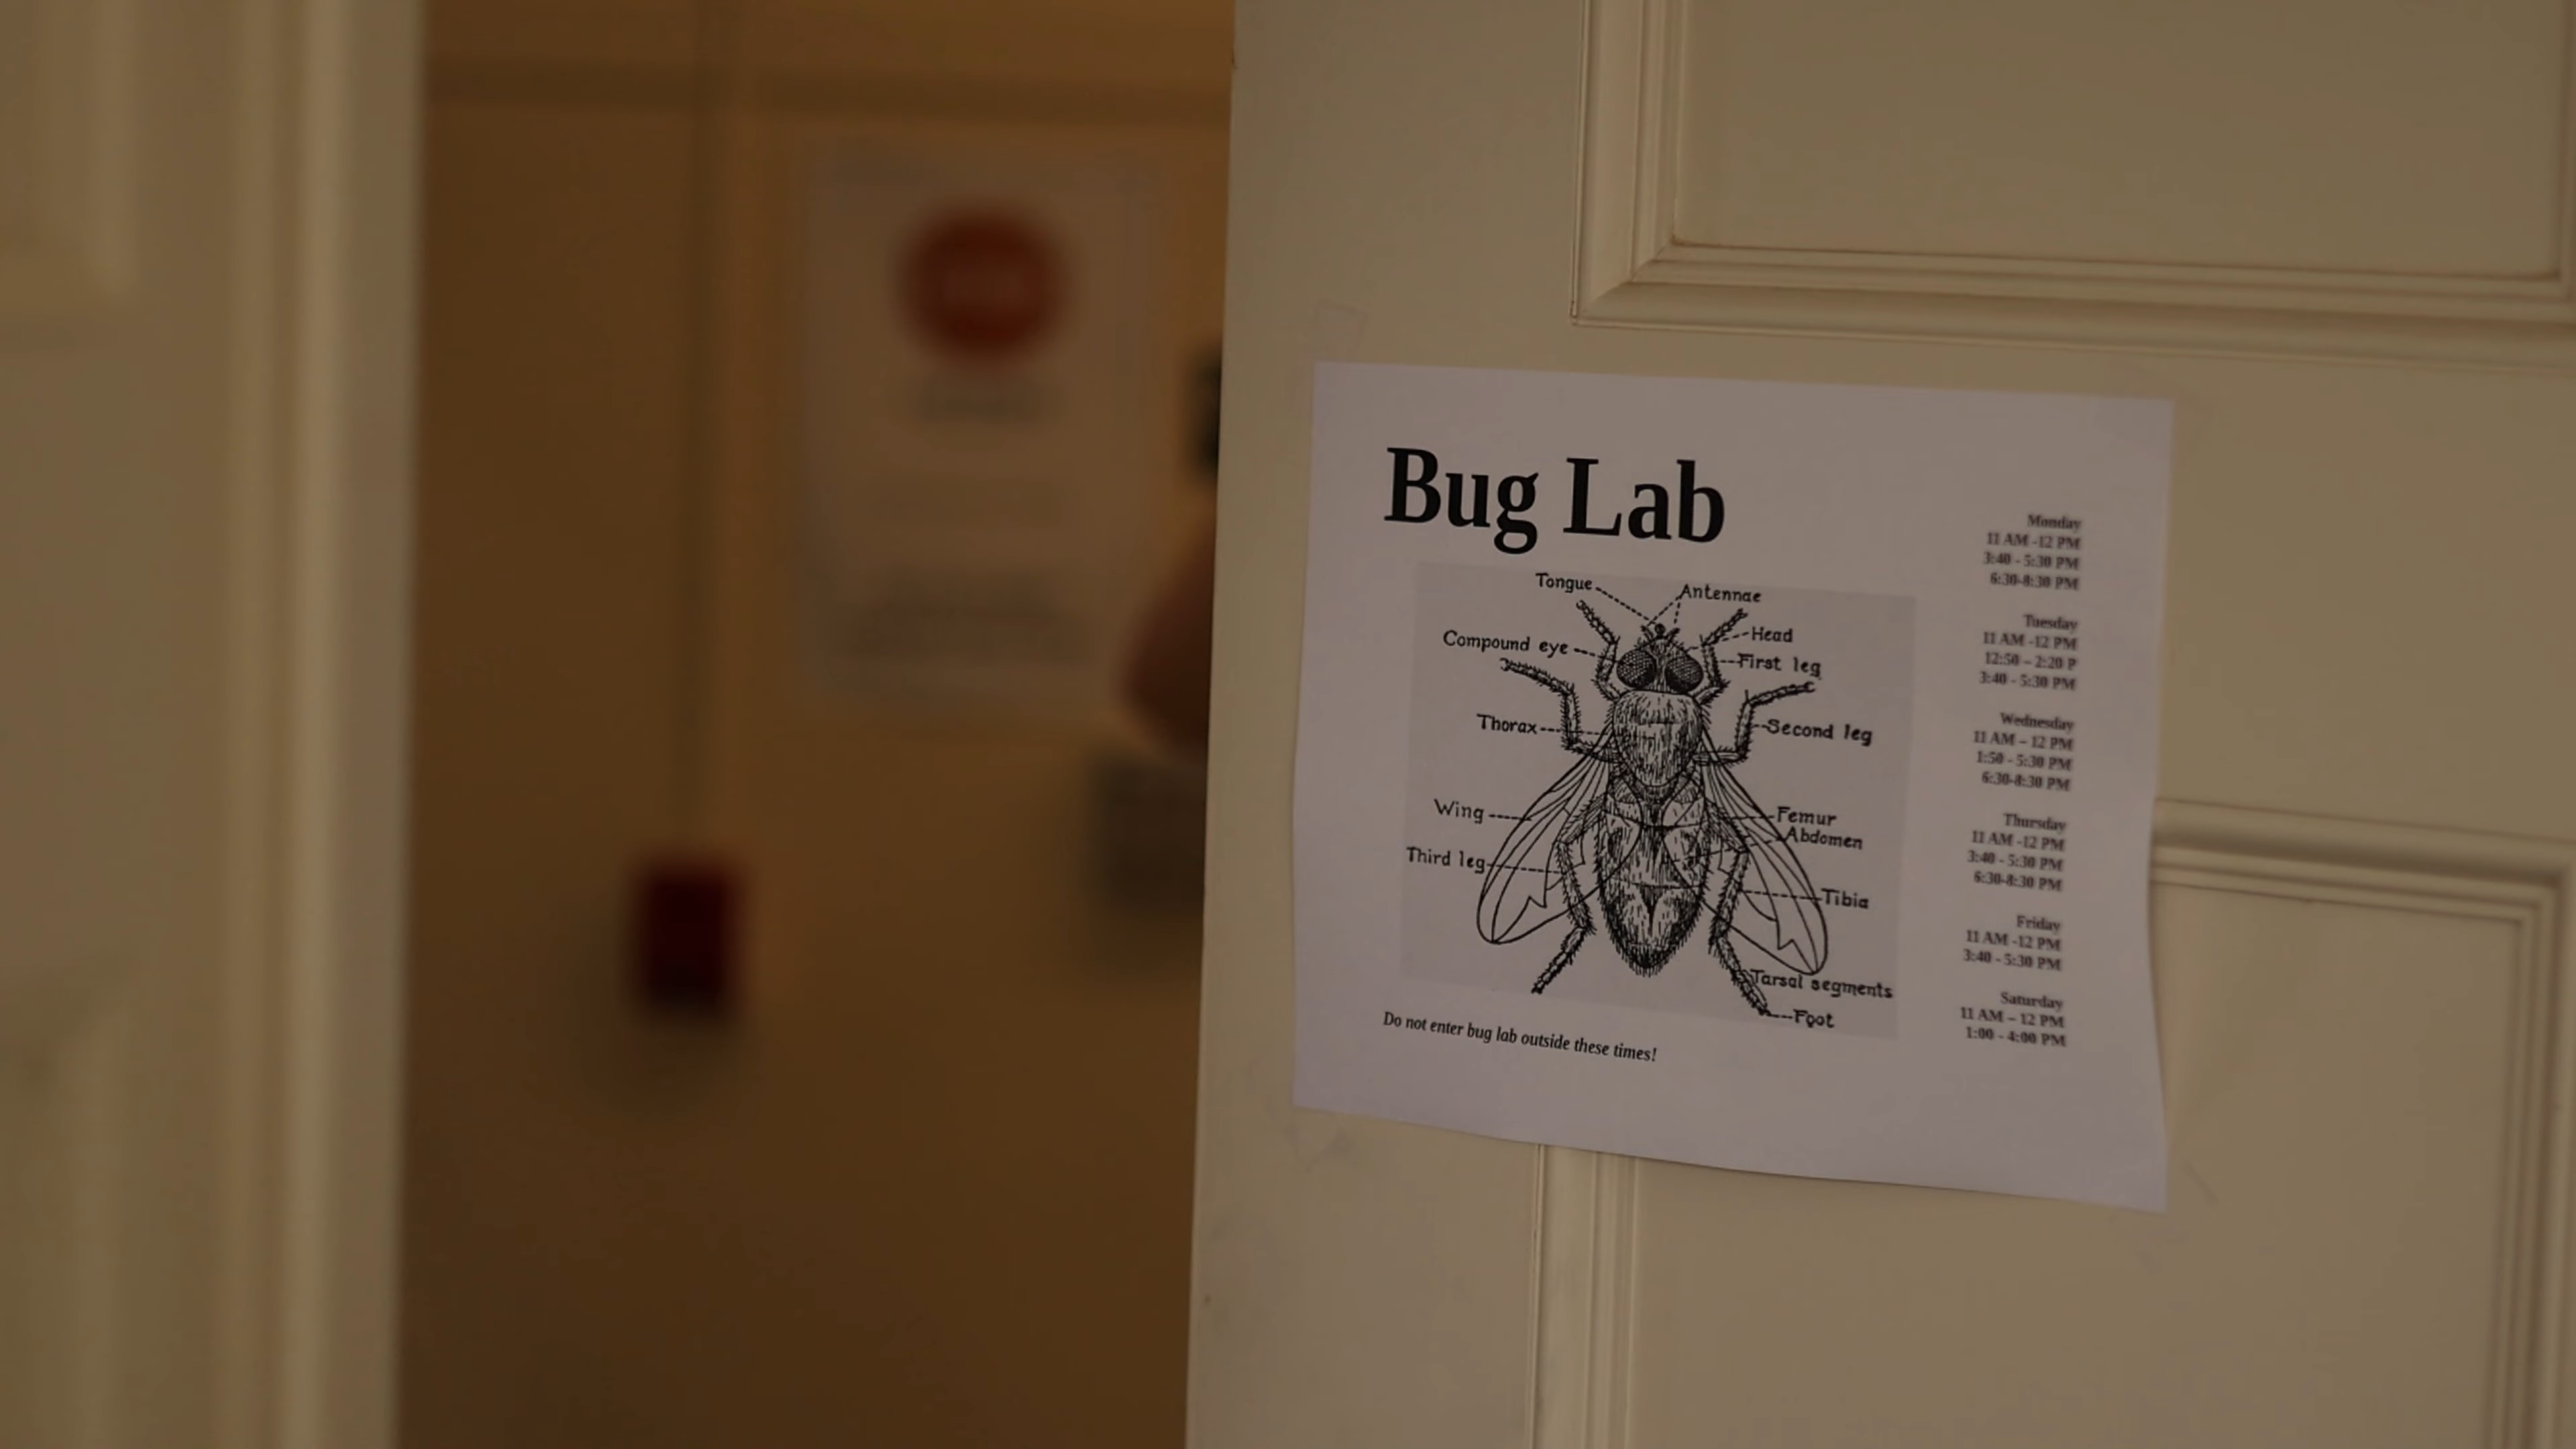 Bug Lab
Tongue
Antennae
Head
Compound eye
First leg
Thorax
Second leg
Wing
Femur
Abdomen
Third leg
Tibia
Tarsal segments
Foot
Do not enter bug lab outside these times!
Monday
11 AM -12 PM
3:40 - 5:30 PM
6:30-8:30 PM
Tuesday
11 AM -12 PM
12:50 – 2:20 P
3:40 - 5:30 PM
Wednesday
11 AM – 12 PM
1:50 - 5:30 PM
6:30-8:30 PM
Thursday
11 AM -12 PM
3:40 - 5:30 PM
6:30-8:30 PM
Friday
11 AM -12 PM
3:40 - 5:30 PM
Saturday
11 AM – 12 PM
1:00 - 4:00 PM